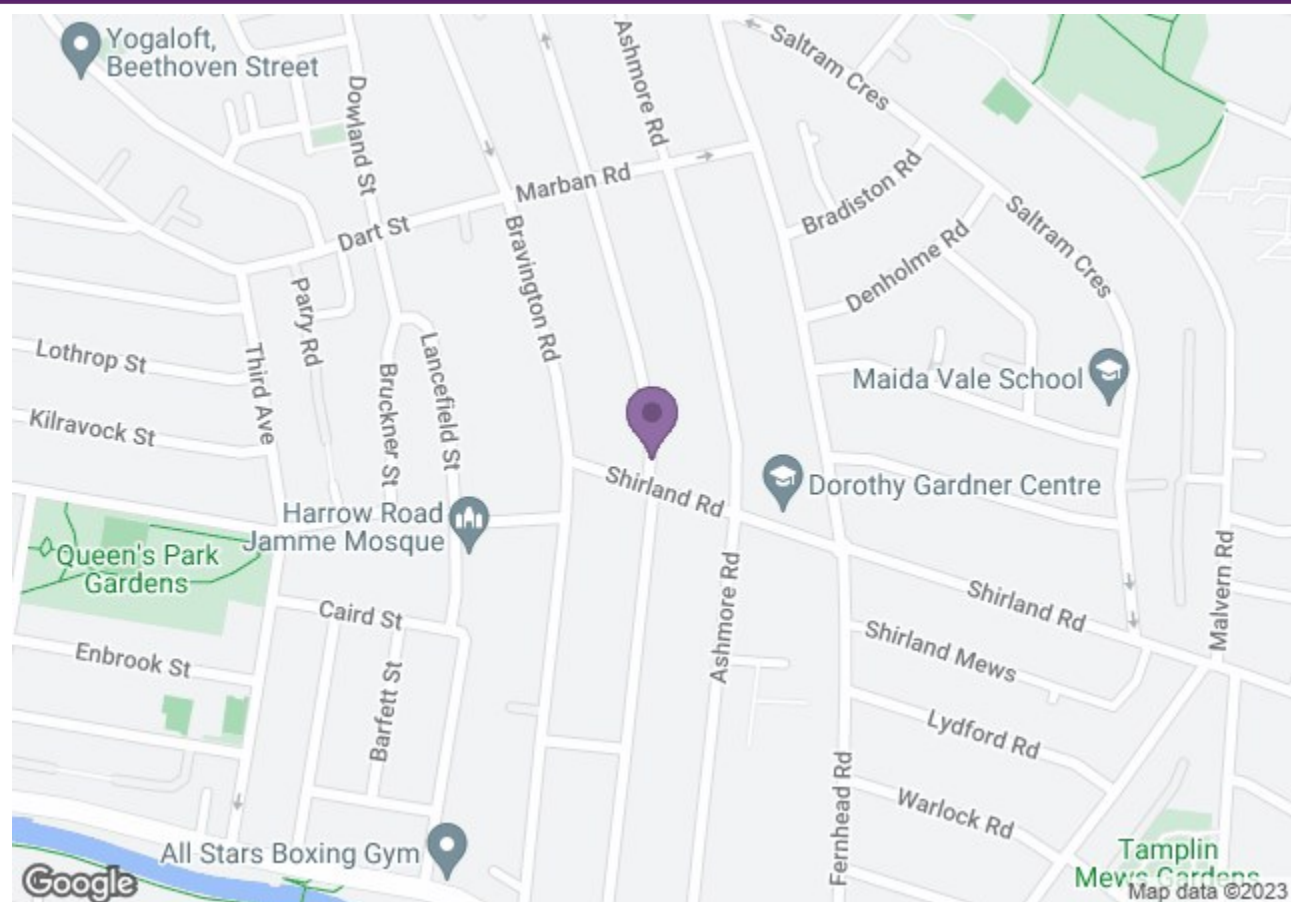 Yogaloft,
Beethoven Street
Dowland St
Ashmore Rd
Saltram Cres
Marban Rd
Dart St
Bravington Rd
Bradiston Rd
Denholme Rd
Saltram Cres
Parry Rd
Lancefield St
Third Ave
Bruckner St
Lothrop St
Kilravock St
Maida Vale School
Shirland Rd
Dorothy Gardner Centre
Harrow Road
Jamme Mosque
Queen's Park
Gardens
Caird St
Enbrook St
Barfett St
Ashmore Rd
Shirland Rd
Malvern Rd
Shirland Mews
Lydford Rd
Fernhead Rd
Warlock Rd
All Stars Boxing Gym
Tamplin
Mews Gardens
Google
Map data ©2023